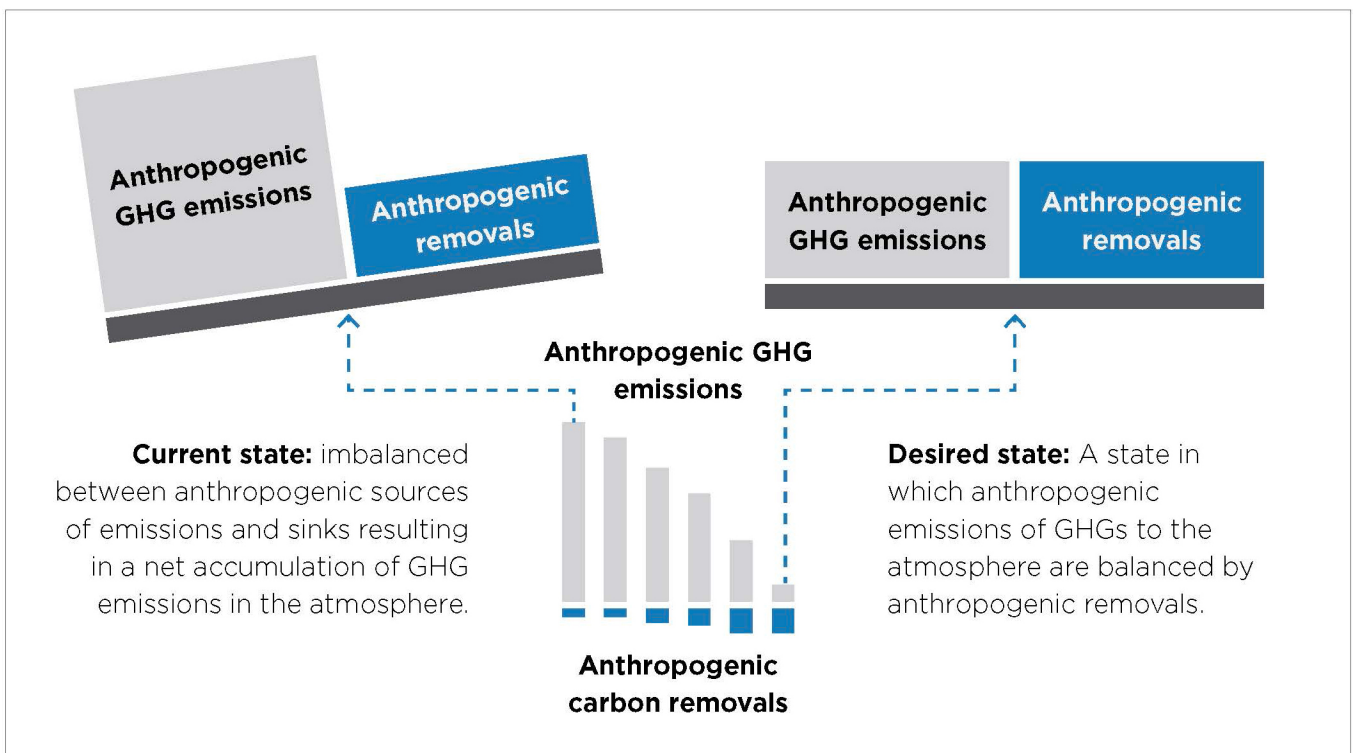 Anthropogenic
GHG emissions
Anthropogenic
removals
Anthropogenic
GHG emissions
Anthropogenic
removals
Anthropogenic GHG
emissions
Current state: imbalanced
between anthropogenic sources
of emissions and sinks resulting
in a net accumulation of GHG
emissions in the atmosphere.
Desired state: A state in
which anthropogenic
emissions of GHGs to the
atmosphere are balanced by
anthropogenic removals.
Anthropogenic
carbon removals